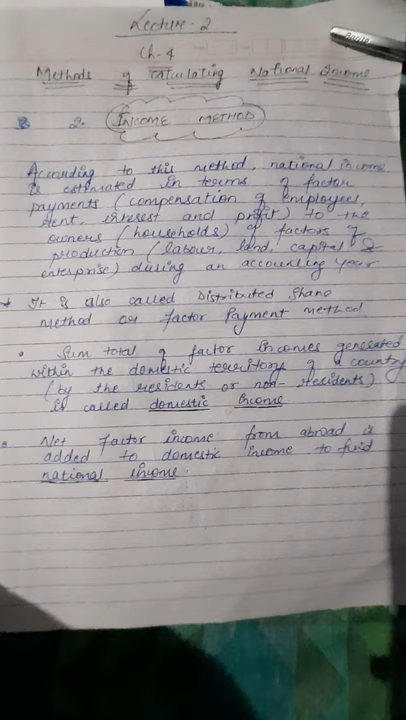 Lecture - 2
Ch-4
Methods of Calculating National Income
2. INCOME METHOD
According to this method, national income
is estimated in terms of factor
payments (compensation of employees,
rent, interest and profit) to the
owners (households) of factors of
production (labour, land, capital &
enterprise) during an accounting year
It is also called Distributed Share
method or Factor Payment method
• Sum total of factor incomes generated
within the domestic territory of a country
(by the residents or non-residents)
is called domestic income
• Net Factor income from abroad is
added to domestic income to find
national income.